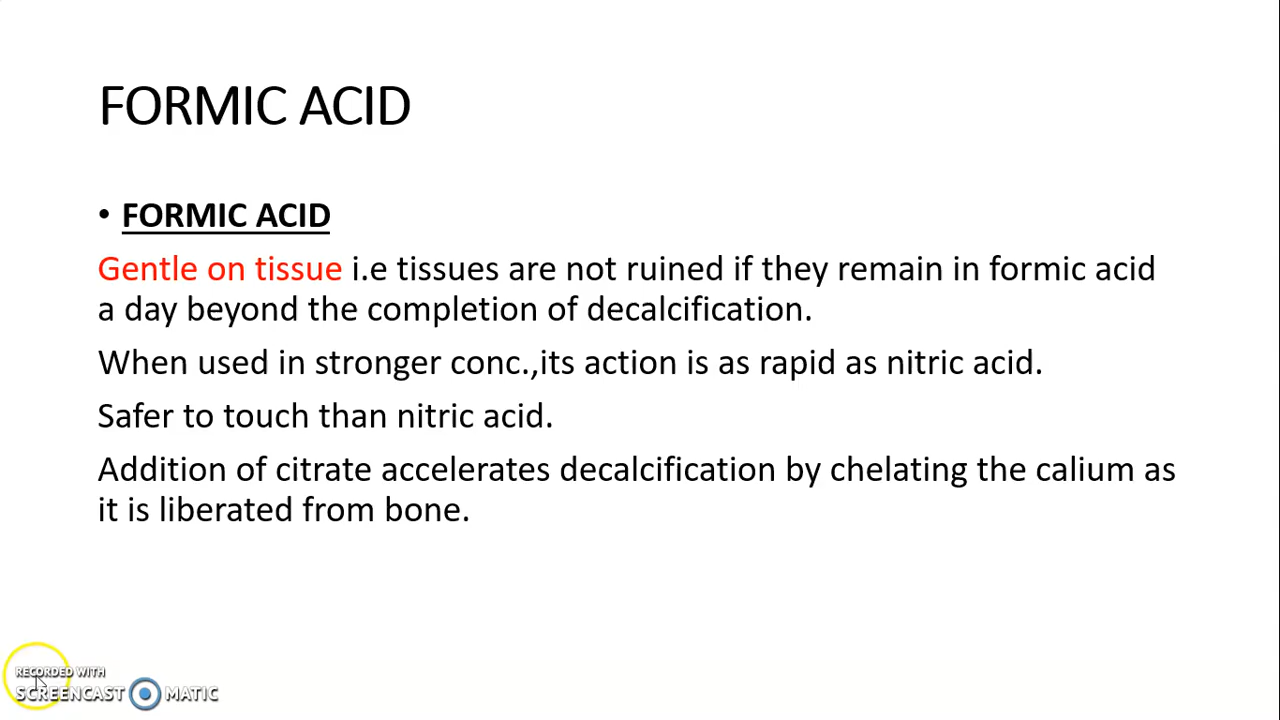 FORMIC ACID
• FORMIC ACID
Gentle on tissue i.e tissues are not ruined if they remain in formic acid
a day beyond the completion of decalcification.
When used in stronger conc.,its action is as rapid as nitric acid.
Safer to touch than nitric acid.
Addition of citrate accelerates decalcification by chelating the calium as
it is liberated from bone.
RECORDED WITH
SCREENCAST MATIC